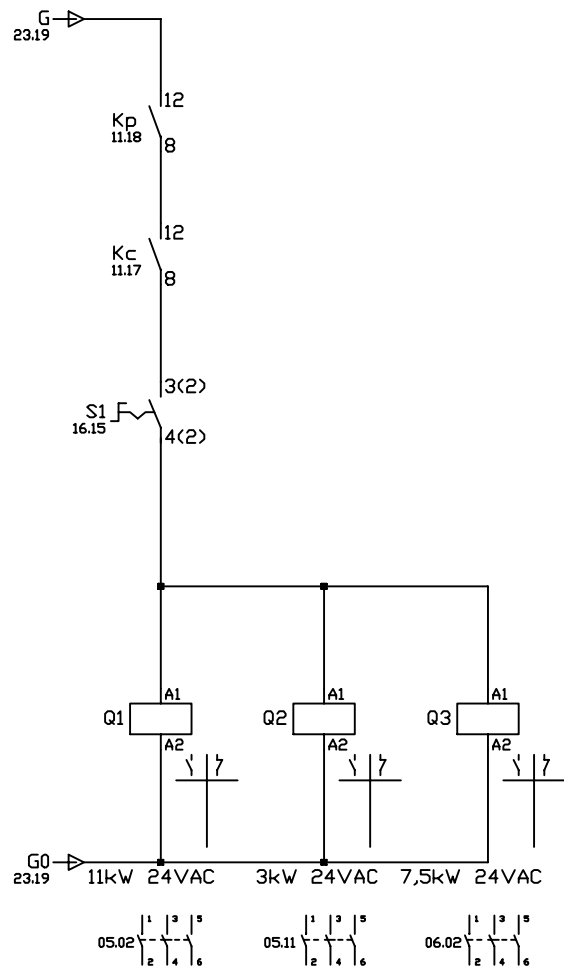 G
23.19
12
Kp
11.18
8
12
Kc
11.17
8
3(2)
S1
16.15
4(2)
A1 A1 A1
Q1 Q2 Q3
A2 A2 A2
G0
23.19
11kW 24VAC 3kW 24VAC 7,5kW 24VAC
1 3 5 1 3 5 1 3 5
05.02 05.11 06.02
2 4 6 2 4 6 2 4 6